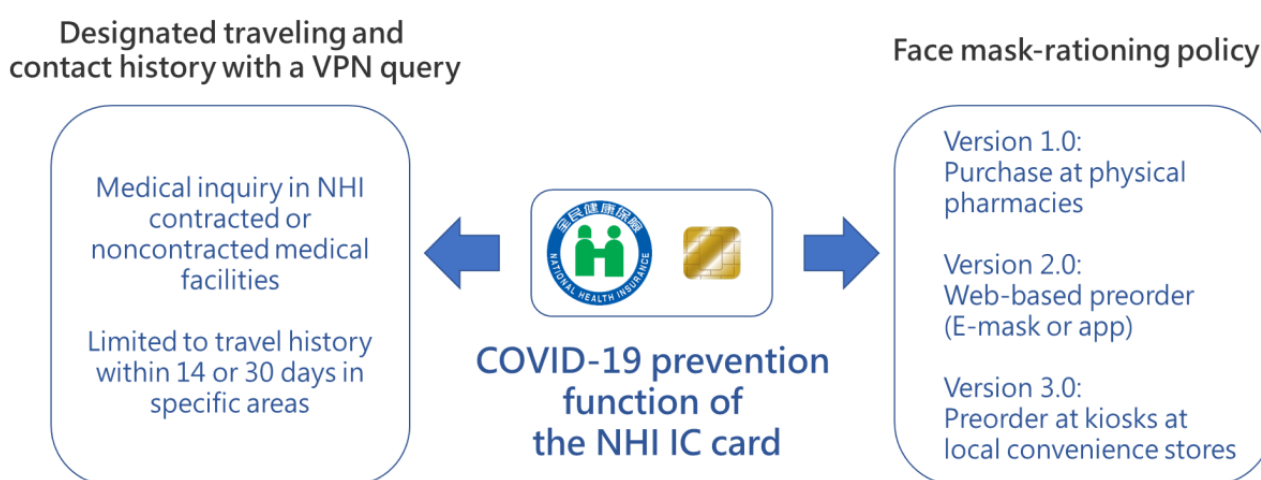 Designated traveling and
contact history with a VPN query
Medical inquiry in NHI
contracted or
noncontracted medical
facilities
Limited to travel history
within 14 or 30 days in
specific areas
全民健康保險
NATIONAL HEALTH INSURANCE
COVID-19 prevention
function of
the NHI IC card
Face mask-rationing policy
Version 1.0:
Purchase at physical
pharmacies
Version 2.0:
Web-based preorder
(E-mask or app)
Version 3.0:
Preorder at kiosks at
local convenience stores